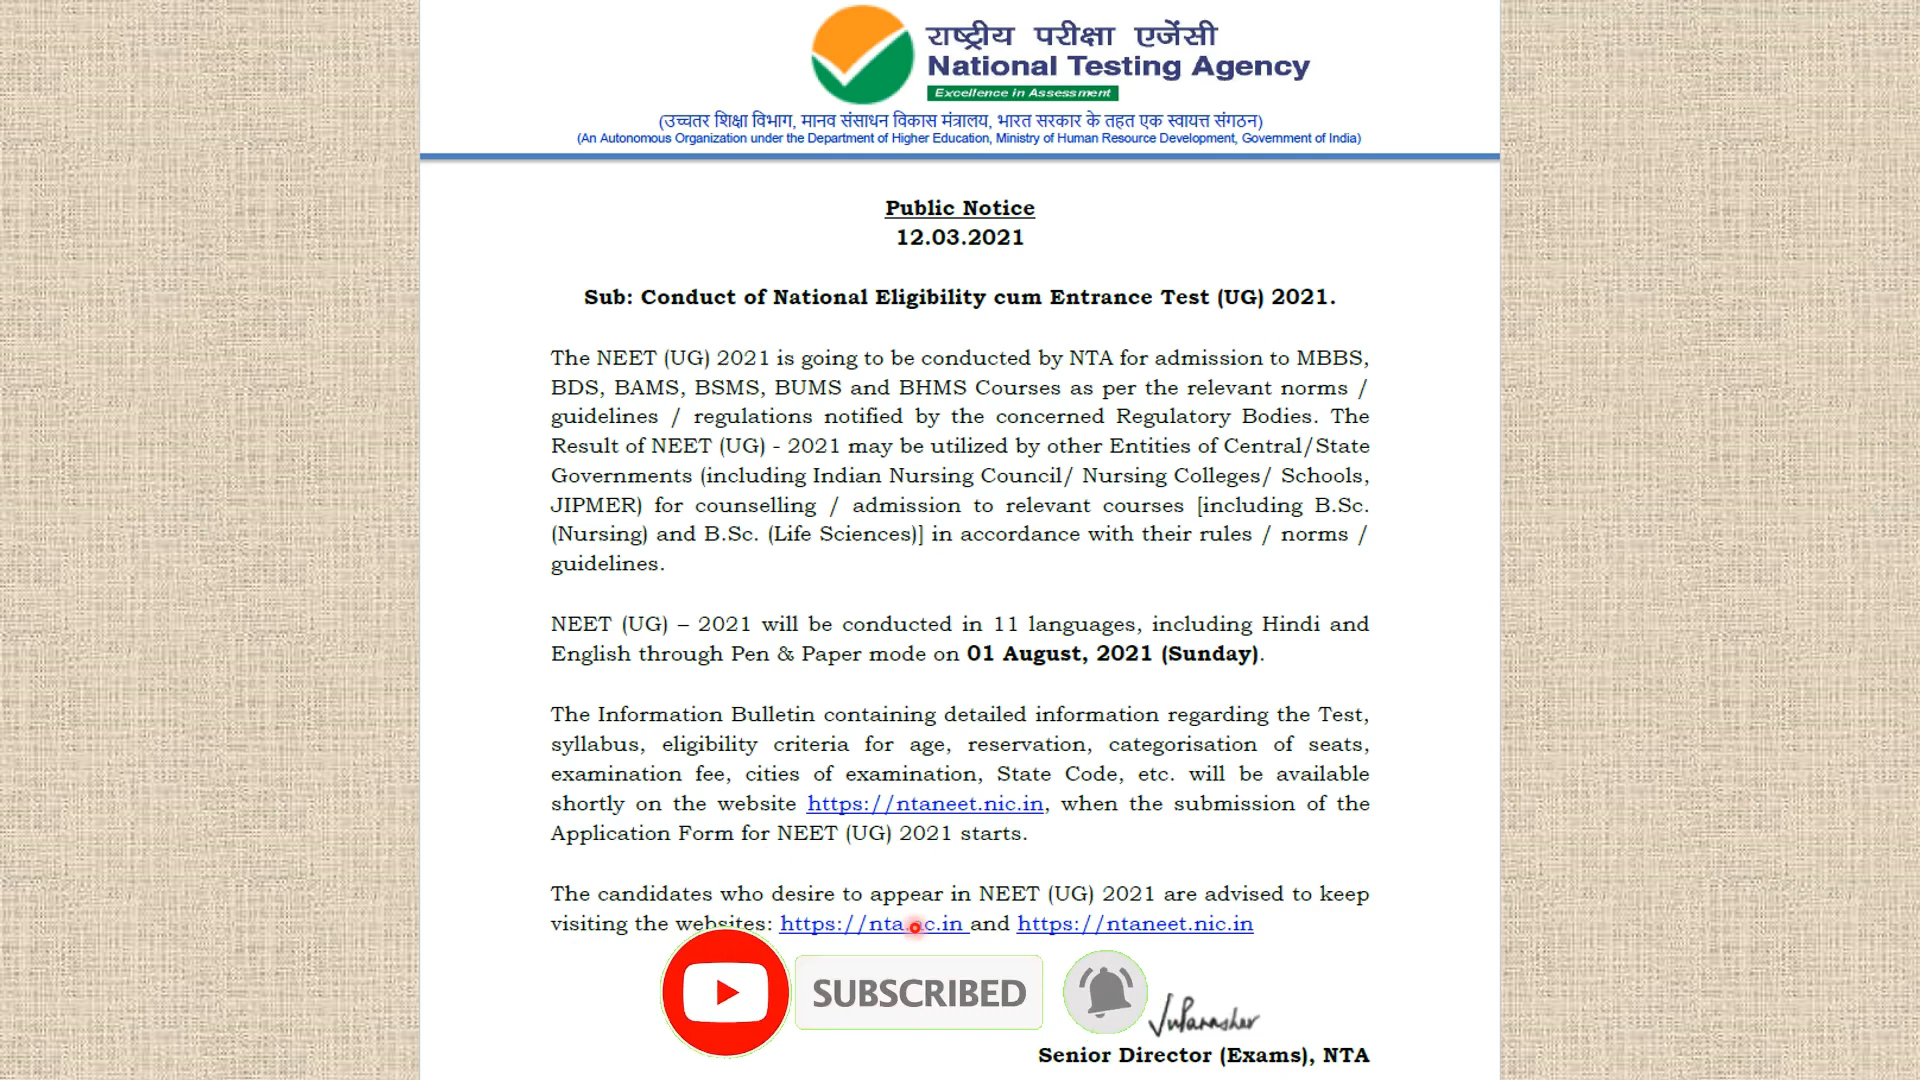 राष्ट्रीय परीक्षा एजेंसी
National Testing Agency
Excellence in Assessment
(उच्चतर शिक्षा विभाग, मानव संसाधन विकास मंत्रालय, भारत सरकार के तहत एक स्वायत्त संगठन)
(An Autonomous Organization under the Department of Higher Education, Ministry of Human Resource Development, Government of India)
Public Notice
12.03.2021
Sub: Conduct of National Eligibility cum Entrance Test (UG) 2021.
The NEET (UG) 2021 is going to be conducted by NTA for admission to MBBS,
BDS, BAMS, BSMS, BUMS and BHMS Courses as per the relevant norms /
guidelines / regulations notified by the concerned Regulatory Bodies. The
Result of NEET (UG) - 2021 may be utilized by other Entities of Central/State
Governments (including Indian Nursing Council/ Nursing Colleges/ Schools,
JIPMER) for counselling / admission to relevant courses [including B.Sc.
(Nursing) and B.Sc. (Life Sciences)] in accordance with their rules / norms /
guidelines.
NEET (UG) – 2021 will be conducted in 11 languages, including Hindi and
English through Pen & Paper mode on 01 August, 2021 (Sunday).
The Information Bulletin containing detailed information regarding the Test,
syllabus, eligibility criteria for age, reservation, categorisation of seats,
examination fee, cities of examination, State Code, etc. will be available
shortly on the website https://ntaneet.nic.in, when the submission of the
Application Form for NEET (UG) 2021 starts.
The candidates who desire to appear in NEET (UG) 2021 are advised to keep
visiting the websites: https://nta.ac.in and https://ntaneet.nic.in
SUBSCRIBED
Senior Director (Exams), NTA